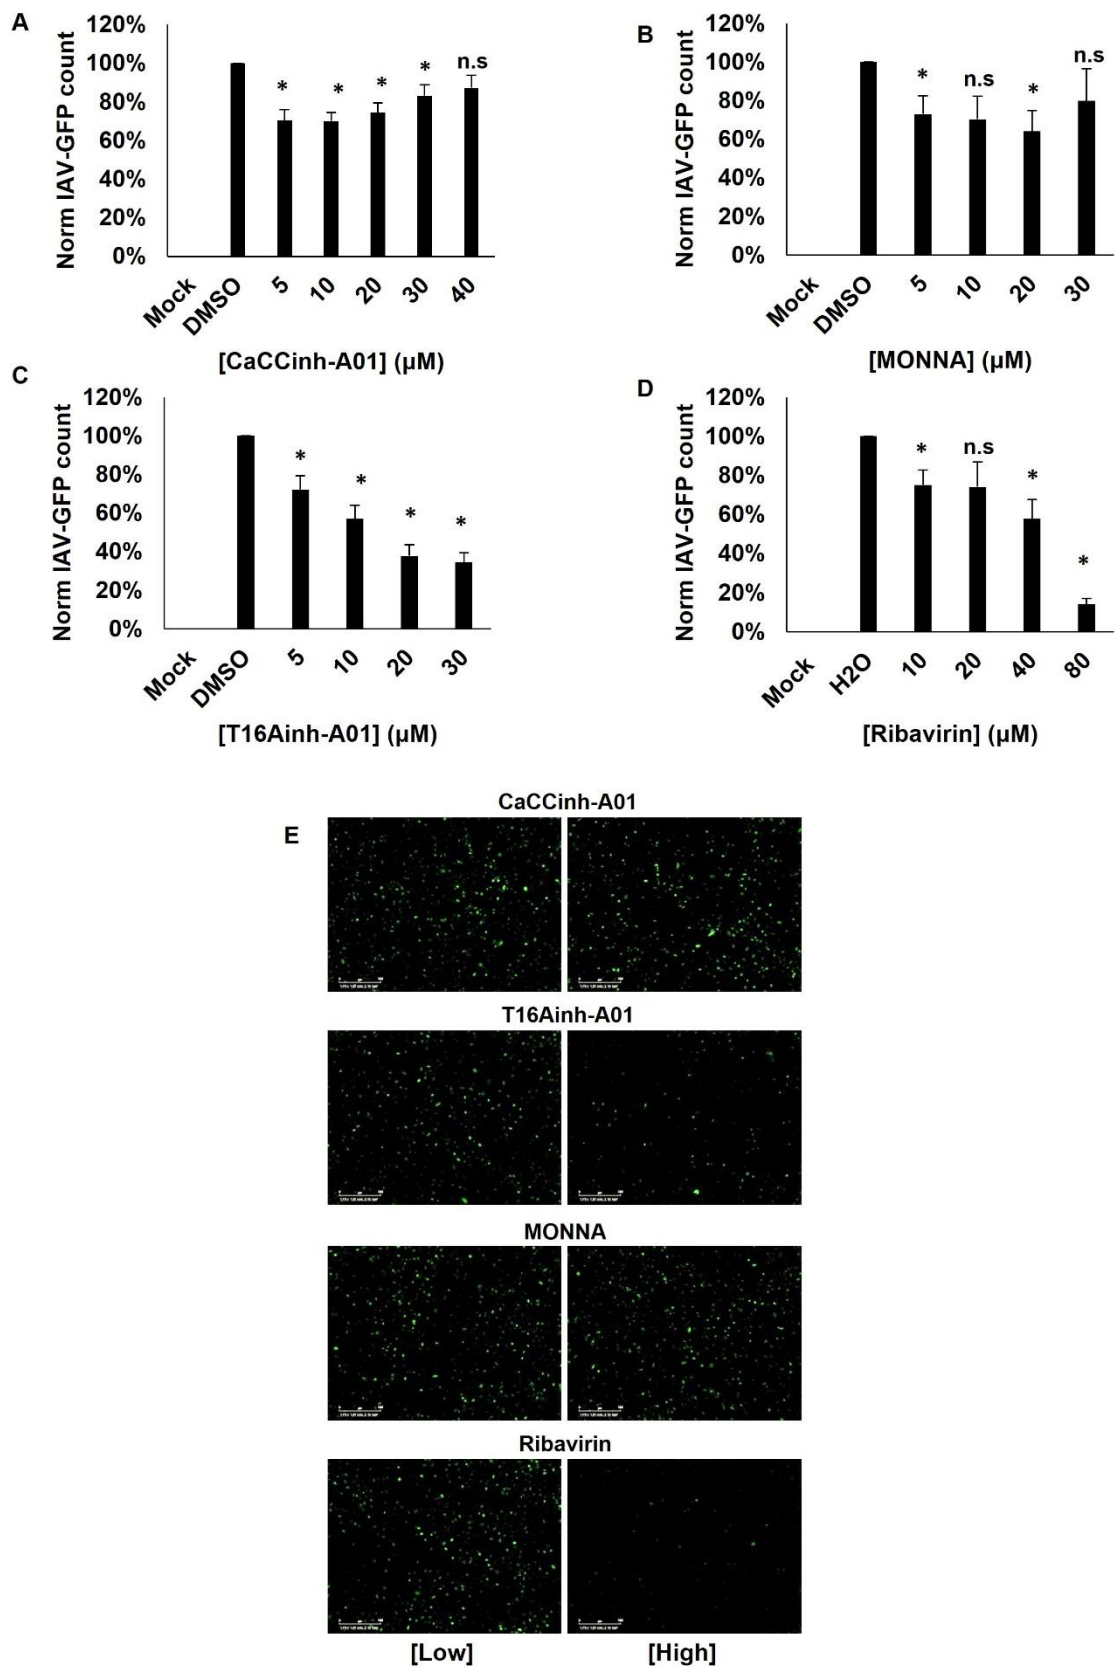 A
Norm IAV-GFP count
120%
100%
80%
60%
40%
20%
0%
* * * * n.s
Mock DMSO 5 10 20 30 40
[CaCCinh-A01] (µM)
B
Norm IAV-GFP count
120%
100%
80%
60%
40%
20%
0%
* n.s * n.s
Mock DMSO 5 10 20 30
[MONNA] (µM)
C
Norm IAV-GFP count
120%
100%
80%
60%
40%
20%
0%
* * * *
Mock DMSO 5 10 20 30
[T16Ainh-A01] (µM)
D
Norm IAV-GFP count
120%
100%
80%
60%
40%
20%
0%
* n.s * *
Mock H2O 10 20 40 80
[Ribavirin] (µM)
E
CaCCinh-A01
T16Ainh-A01
MONNA
Ribavirin
[Low] [High]